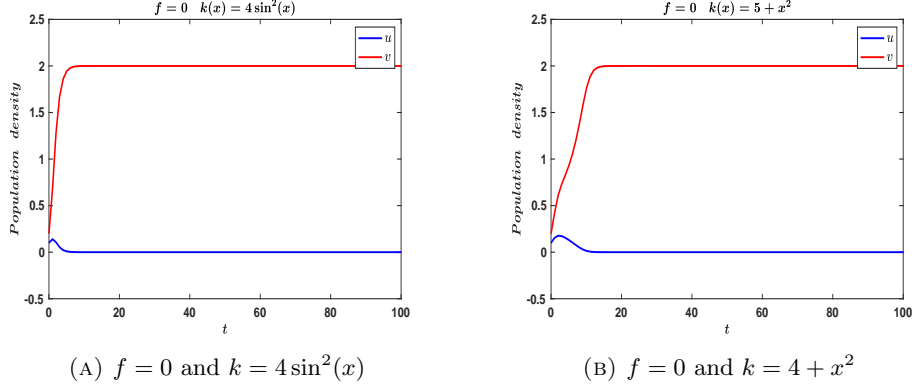 f = 0 k(x) = 4 sin²(x)
u
v
2.5
2
1.5
1
0.5
0
-0.5
Population density
0 20 40 60 80 100
t
(A) f = 0 and k = 4 sin²(x)
f = 0 k(x) = 5 + x²
u
v
2.5
2
1.5
1
0.5
0
-0.5
Population density
0 20 40 60 80 100
t
(B) f = 0 and k = 4 + x²